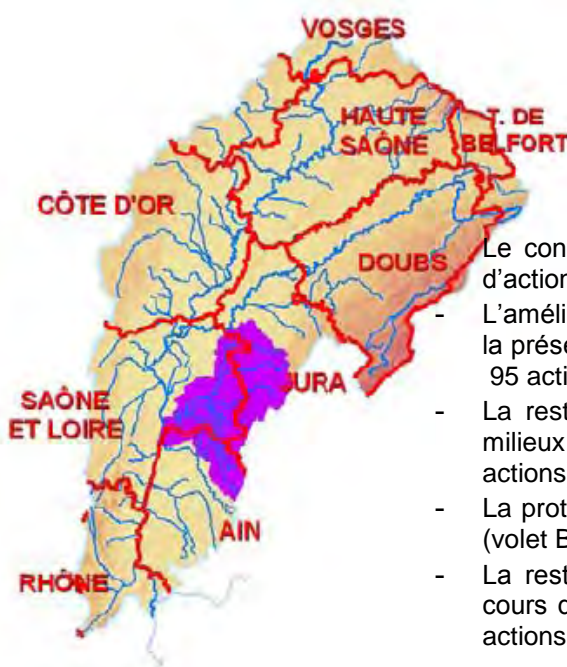 VOSGES
HAUTE
SAÔNE
T. DE
BELFORT
CÔTE D'OR
DOUBS
URA
SAÔNE
ET LOIRE
AIN
RHÔNE
Le con
d’action
- L’améli
la prése
95 acti
- La rest
milieux
actions
- La prot
(volet B
- La rest
cours d
actions